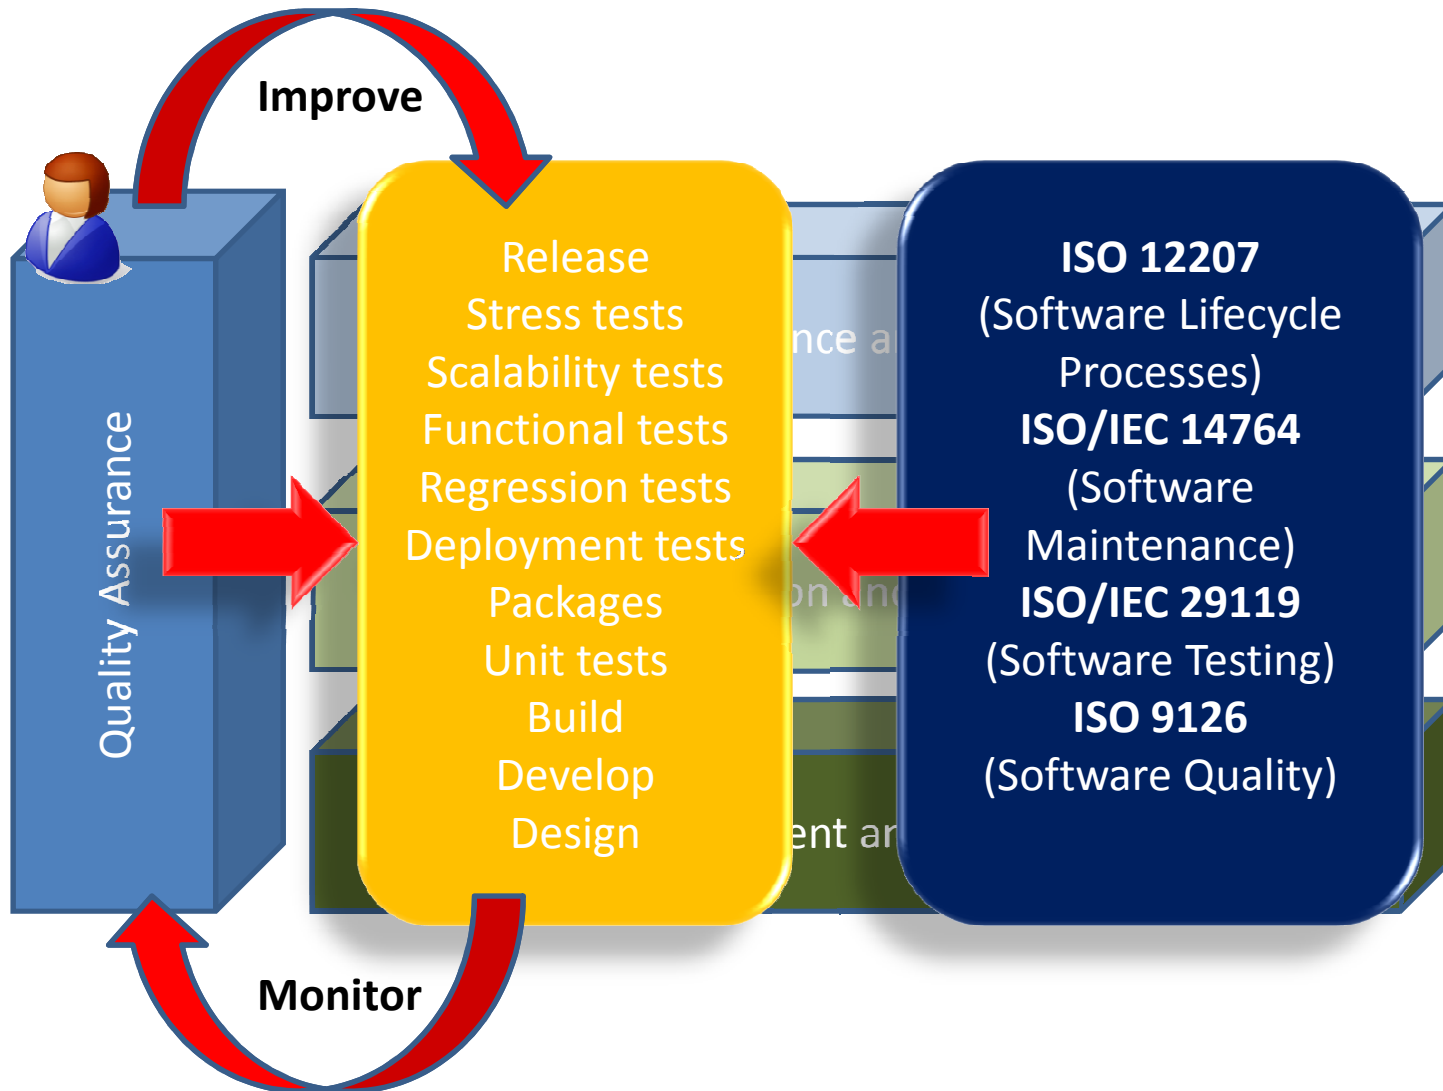 Improve
Quality Assurance
Release
Stress tests
Scalability tests
Functional tests
Regression tests
Deployment tests
Packages
Unit tests
Build
Develop
Design
ISO 12207
(Software Lifecycle
Processes)
ISO/IEC 14764
(Software
Maintenance)
ISO/IEC 29119
(Software Testing)
ISO 9126
(Software Quality)
Monitor